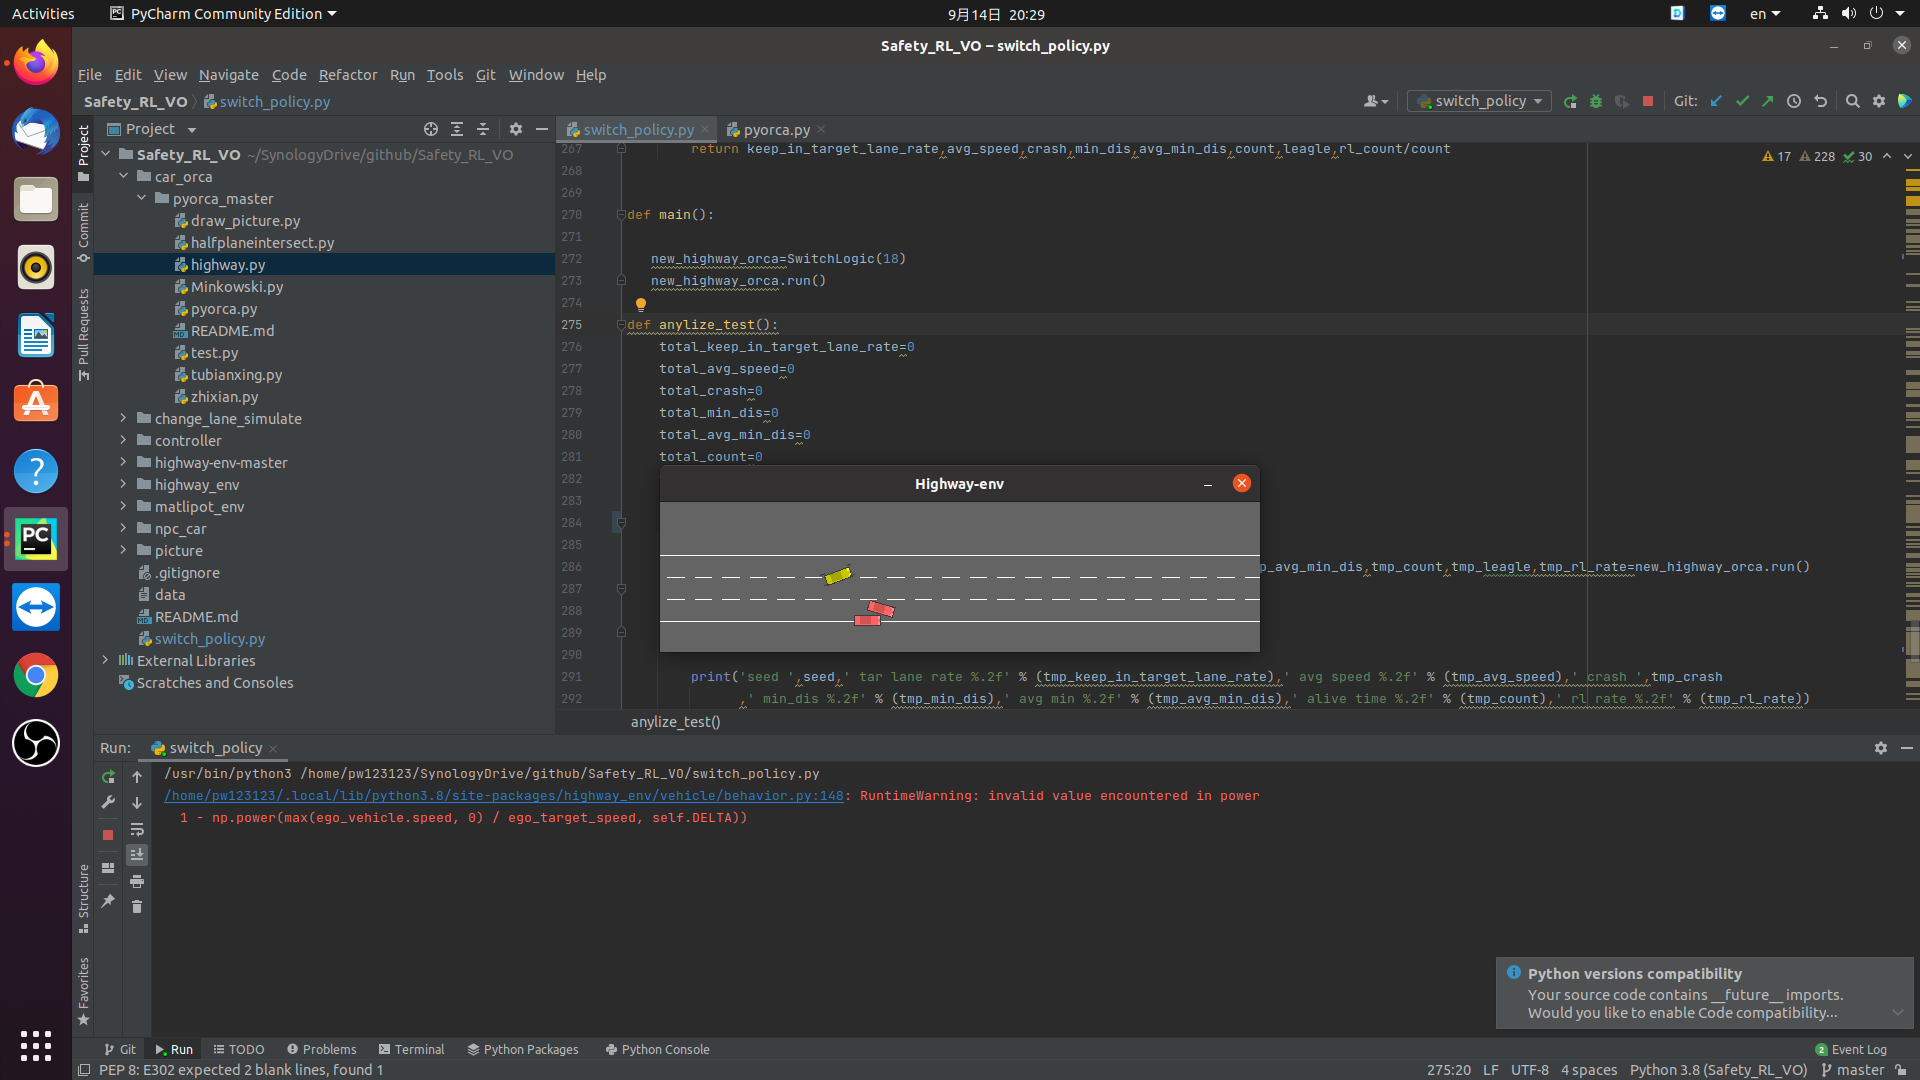 Activities
PyCharm Community Edition
9月14日 20:29
en
Safety_RL_VO – switch_policy.py
File Edit View Navigate Code Refactor Run Tools Git Window Help
Safety_RL_VO switch_policy.py
switch_policy
Git:
Project
switch_policy.py
pyorca.py
Safety_RL_VO ~/SynologyDrive/github/Safety_RL_VO
car_orca
pyorca_master
draw_picture.py
halfplaneintersect.py
highway.py
Minkowski.py
pyorca.py
README.md
test.py
tubianxing.py
zhixian.py
change_lane_simulate
controller
highway-env-master
highway_env
matlipot_env
npc_car
picture
.gitignore
data
README.md
switch_policy.py
External Libraries
Scratches and Consoles
Project
Commit
Pull Requests
Structure
Favorites
17 228 30
267 return keep_in_target_lane_rate,avg_speed,crash,min_dis,avg_min_dis,count,leagle,rl_count/count
268
269
270 def main():
271
272 new_highway_orca=SwitchLogic(18)
273 new_highway_orca.run()
274
275 def anylize_test():
276 total_keep_in_target_lane_rate=0
277 total_avg_speed=0
278 total_crash=0
279 total_min_dis=0
280 total_avg_min_dis=0
281 total_count=0
282
283
284
285
286 p_avg_min_dis,tmp_count,tmp_leagle,tmp_rl_rate=new_highway_orca.run()
287
288
289
290
291 print('seed ',seed,' tar lane rate %.2f' % (tmp_keep_in_target_lane_rate),' avg speed %.2f' % (tmp_avg_speed),' crash ',tmp_crash
292 ,' min_dis %.2f' % (tmp_min_dis),' avg min %.2f' % (tmp_avg_min_dis),' alive time %.2f' % (tmp_count),' rl rate %.2f' % (tmp_rl_rate))
Highway-env
anylize_test()
Run: switch_policy
/usr/bin/python3 /home/pw123123/SynologyDrive/github/Safety_RL_VO/switch_policy.py
/home/pw123123/.local/lib/python3.8/site-packages/highway_env/vehicle/behavior.py:148: RuntimeWarning: invalid value encountered in power
1 - np.power(max(ego_vehicle.speed, 0) / ego_target_speed, self.DELTA))
Python versions compatibility
Your source code contains __future__ imports.
Would you like to enable Code compatibility...
Git Run TODO Problems Terminal Python Packages Python Console
2 Event Log
PEP 8: E302 expected 2 blank lines, found 1
275:20 LF UTF-8 4 spaces Python 3.8 (Safety_RL_VO) master